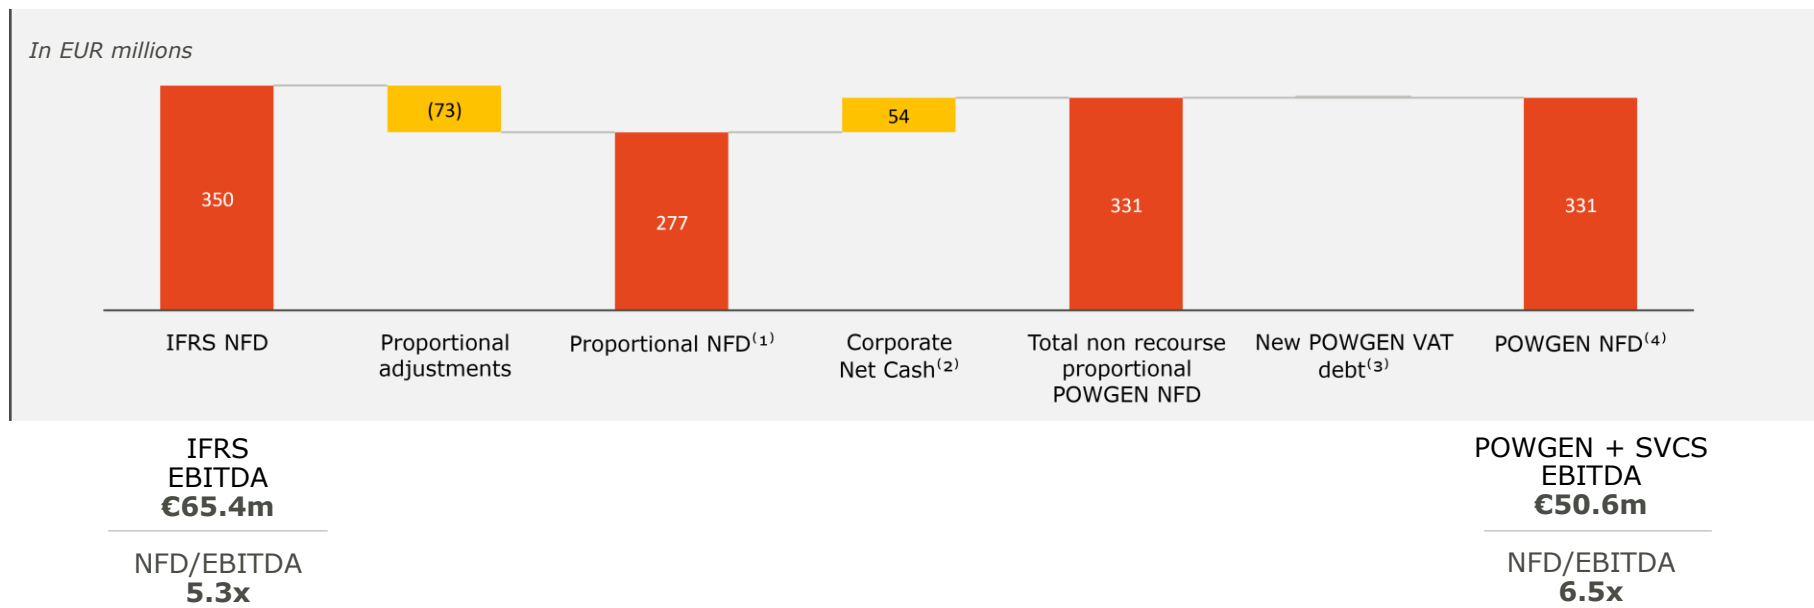 In EUR millions
350
(73)
277
54
331
331
IFRS NFD
Proportional
adjustments
Proportional NFD⁽¹⁾
Corporate
Net Cash⁽²⁾
Total non recourse
proportional
POWGEN NFD
New POWGEN VAT
debt⁽³⁾
POWGEN NFD⁽⁴⁾
IFRS
EBITDA
€65.4m
NFD/EBITDA
5.3x
POWGEN + SVCS
EBITDA
€50.6m
NFD/EBITDA
6.5x